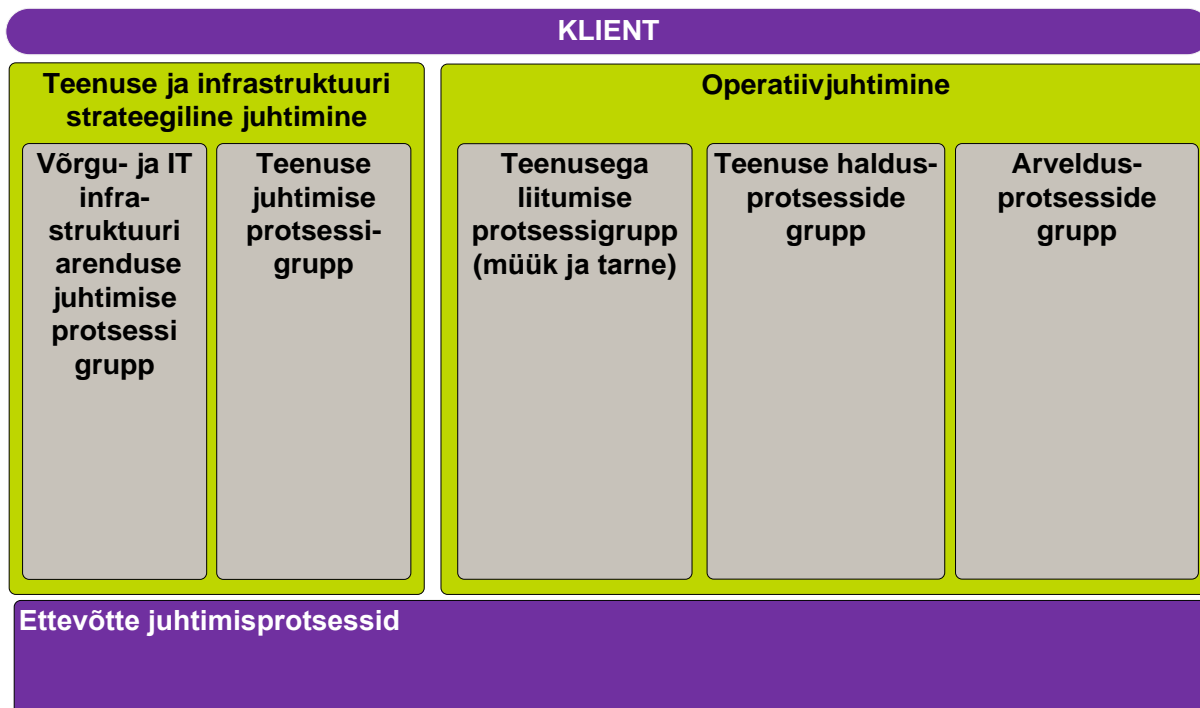 KLIENT
Teenuse ja infrastruktuuri
strateegiline juhtimine
Võrgu- ja IT
infra-
struktuuri
arenduse
juhtimise
protsessi
grupp
Teenuse
juhtimise
protsessi-
grupp
Operatiivjuhtimine
Teenusega
liitumise
protsessigrupp
(müük ja tarne)
Teenuse haldus-
protsesside
grupp
Arveldus-
protsesside
grupp
Ettevõtte juhtimisprotsessid